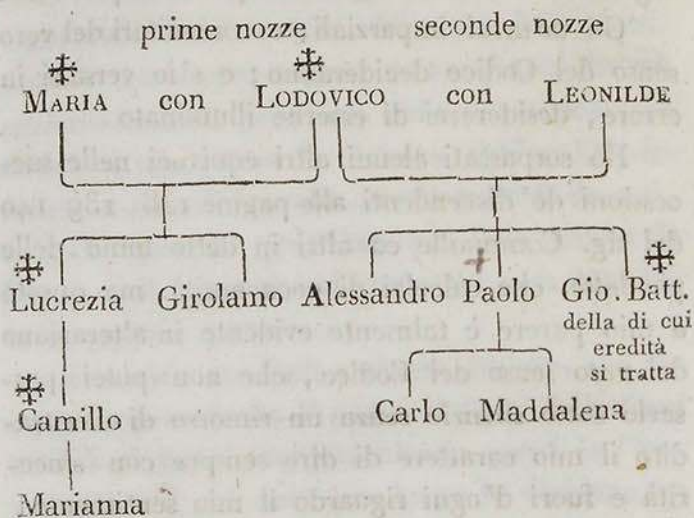 prime nozze seconde nozze
MARIA con LODOVICO con LEONILDE
Lucrezia Girolamo Alessandro Paolo Gio. Batt.
della di cui
eredità
si tratta
Camillo Carlo Maddalena
Marianna